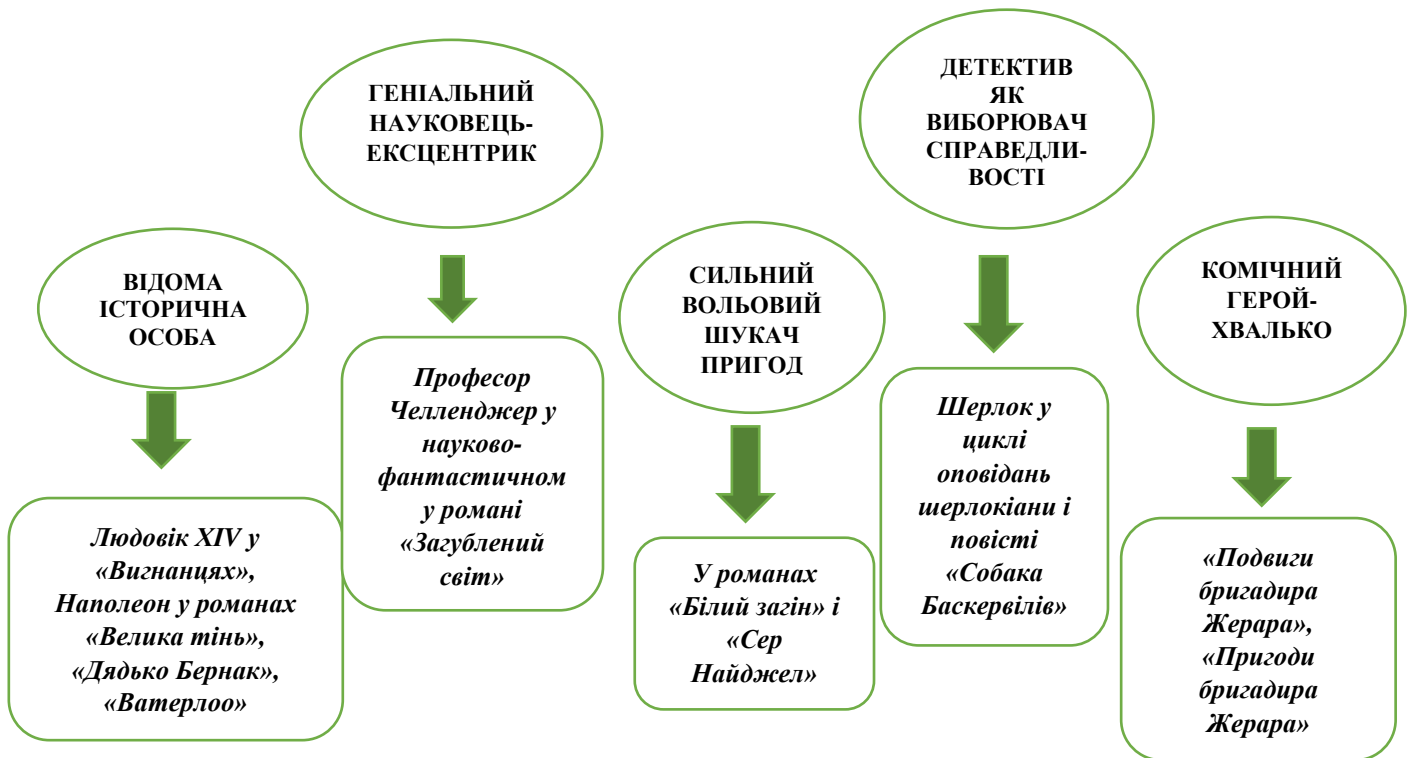 ВІДОМА
ІСТОРИЧНА
ОСОБА
Людовік XIV у
«Вигнанцях»,
Наполеон у романах
«Велика тінь»,
«Дядько Бернак»,
«Ватерлоо»
ГЕНІАЛЬНИЙ
НАУКОВЕЦЬ-
ЕКСЦЕНТРИК
Професор
Челленджер у
науково-
фантастичном
у романі
«Загублений
світ»
СИЛЬНИЙ
ВОЛЬОВИЙ
ШУКАЧ
ПРИГОД
У романах
«Білий загін» і
«Сер
Найджел»
ДЕТЕКТИВ
ЯК
ВИБОРЮВАЧ
СПРАВЕДЛИ-
ВОСТІ
Шерлок у
циклі
оповідань
шерлокіани і
повісті
«Собака
Баскервілів»
КОМІЧНИЙ
ГЕРОЙ-
ХВАЛЬКО
«Подвиги
бригадира
Жерара»,
«Пригоди
бригадира
Жерара»